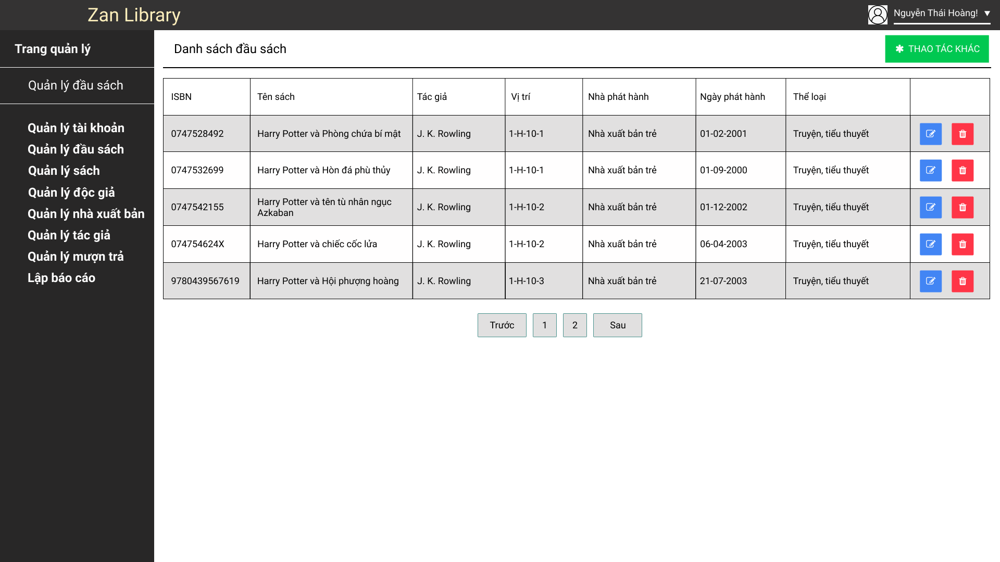 Zan Library
Nguyễn Thái Hoàng! ▼
Trang quản lý
Quản lý đầu sách
Quản lý tài khoản
Quản lý đầu sách
Quản lý sách
Quản lý độc giả
Quản lý nhà xuất bản
Quản lý tác giả
Quản lý mượn trả
Lập báo cáo
Danh sách đầu sách
✱ THAO TÁC KHÁC
ISBN Tên sách Tác giả Vị trí Nhà phát hành Ngày phát hành Thể loại
0747528492 Harry Potter và Phòng chứa bí mật J. K. Rowling 1-H-10-1 Nhà xuất bản trẻ 01-02-2001 Truyện, tiểu thuyết
0747532699 Harry Potter và Hòn đá phù thủy J. K. Rowling 1-H-10-1 Nhà xuất bản trẻ 01-09-2000 Truyện, tiểu thuyết
0747542155 Harry Potter và tên tù nhân ngục
Azkaban J. K. Rowling 1-H-10-2 Nhà xuất bản trẻ 01-12-2002 Truyện, tiểu thuyết
074754624X Harry Potter và chiếc cốc lửa J. K. Rowling 1-H-10-2 Nhà xuất bản trẻ 06-04-2003 Truyện, tiểu thuyết
9780439567619 Harry Potter và Hội phượng hoàng J. K. Rowling 1-H-10-3 Nhà xuất bản trẻ 21-07-2003 Truyện, tiểu thuyết
Trước 1 2 Sau